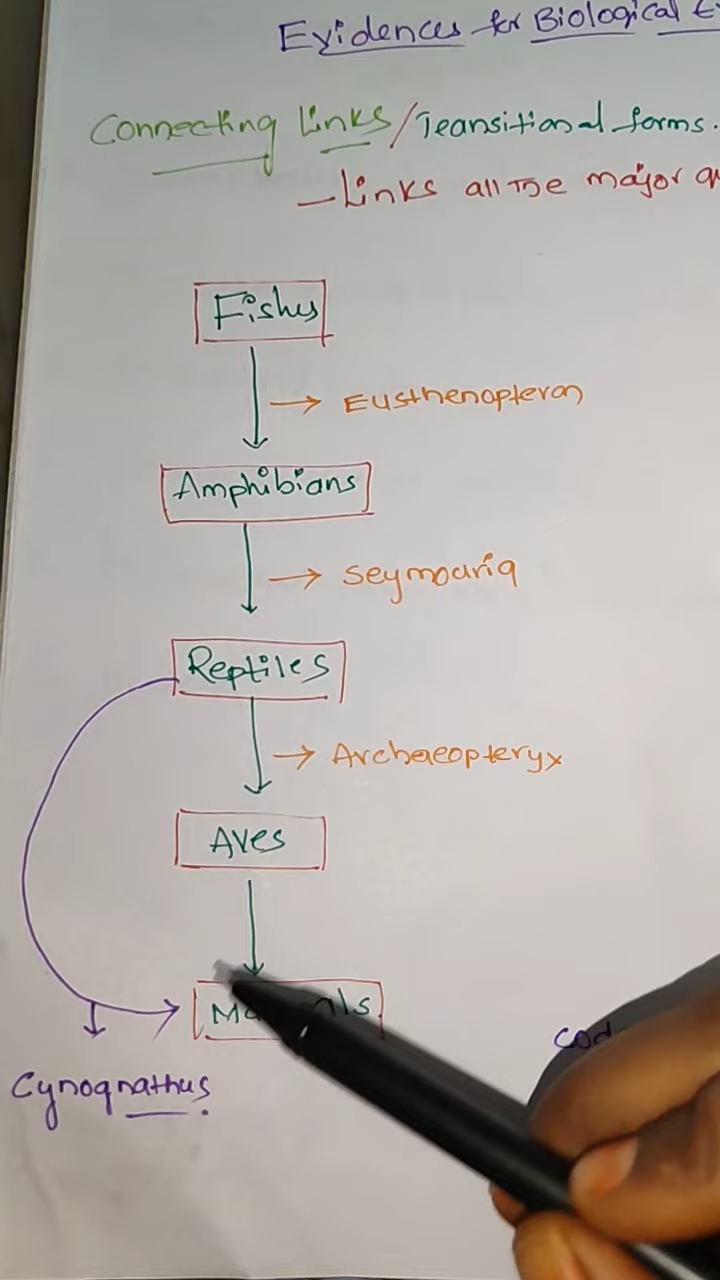 Evidences for Biological E
Connecting Links/Transitional forms.
—Links all The major
Fishes
→ Eusthenopteron
Amphibians
→ Seymouria
Reptiles
→ Archaeopteryx
Aves
Cynognathus.